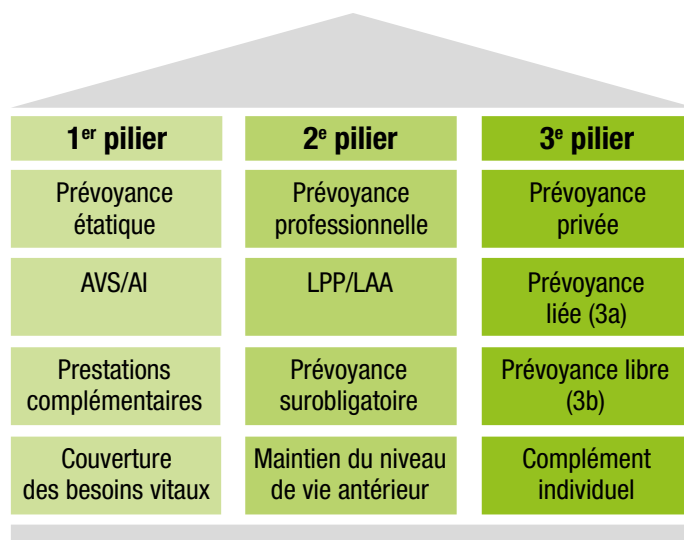 1er pilier
Prévoyance
étatique
AVS/AI
Prestations
complémentaires
Couverture
des besoins vitaux
2e pilier
Prévoyance
professionnelle
LPP/LAA
Prévoyance
surobligatoire
Maintien du niveau
de vie antérieur
3e pilier
Prévoyance
privée
Prévoyance
liée (3a)
Prévoyance libre
(3b)
Complément
individuel